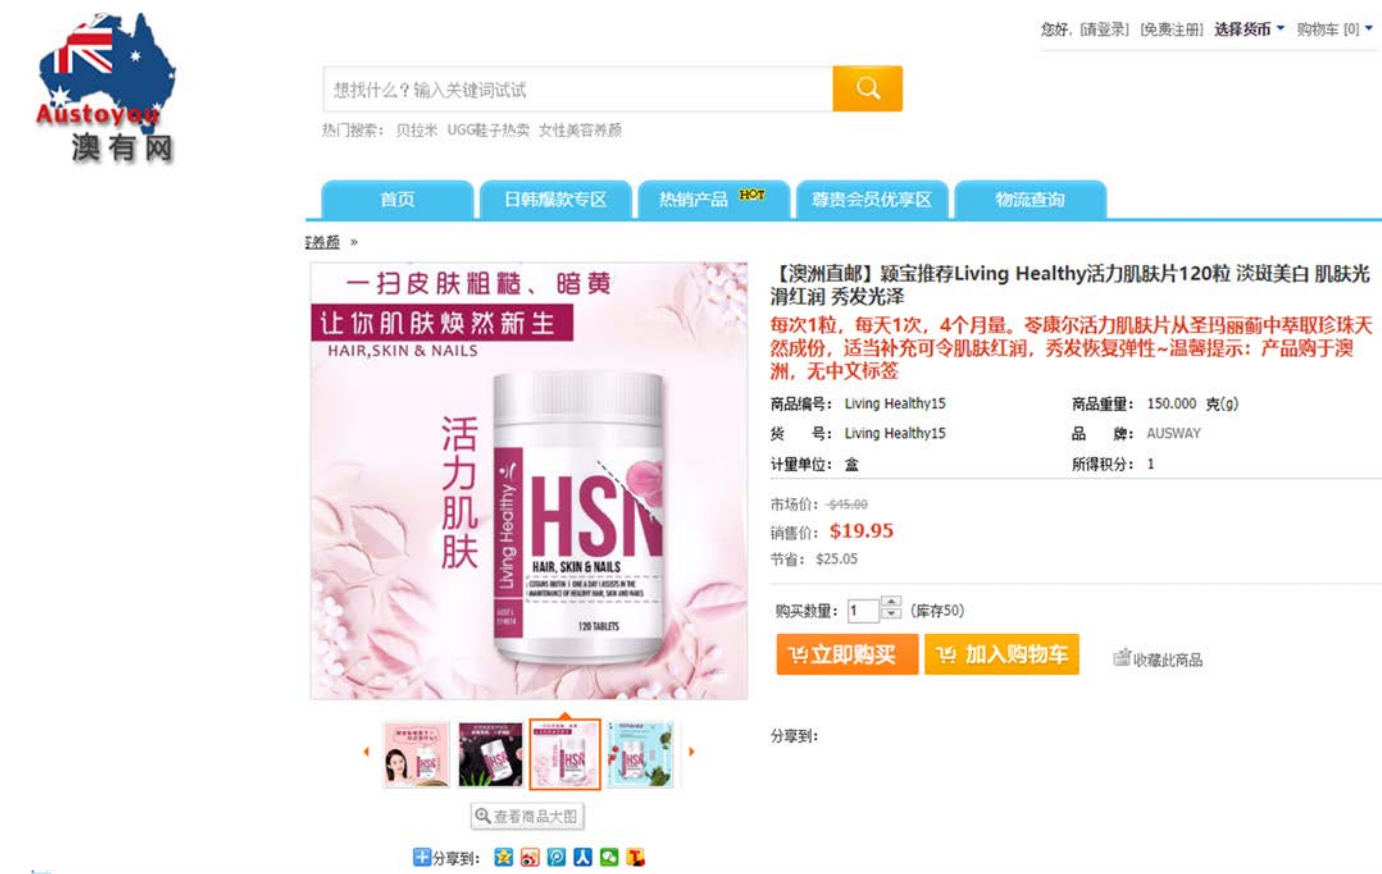 您好, [请登录] [免费注册] 选择货币 购物车 [0]
Austoyou
澳有网
想找什么？输入关键词试试
热门搜索： 贝拉米 UGG鞋子热卖 女性美容养颜
首页 日韩爆款专区 热销产品 HOT 尊贵会员优享区 物流查询
容养颜 »
一扫皮肤粗糙、暗黄
让你肌肤焕然新生
HAIR,SKIN & NAILS
活力肌肤
Living Healthy
HSN
HAIR, SKIN & NAILS
120 TABLETS
【澳洲直邮】颖宝推荐Living Healthy活力肌肤片120粒 淡斑美白 肌肤光
滑红润 秀发光泽
每次1粒，每天1次，4个月量。苓康尔活力肌肤片从圣玛丽蓟中萃取珍珠天
然成份，适当补充可令肌肤红润，秀发恢复弹性~温馨提示：产品购于澳
洲，无中文标签
商品编号： Living Healthy15 商品重量： 150.000 克(g)
货 号： Living Healthy15 品 牌： AUSWAY
计量单位： 盒 所得积分： 1
市场价： $45.00
销售价： $19.95
节省： $25.05
购买数量： 1 (库存50)
立即购买 加入购物车 收藏此商品
分享到：
查看商品大图
分享到：